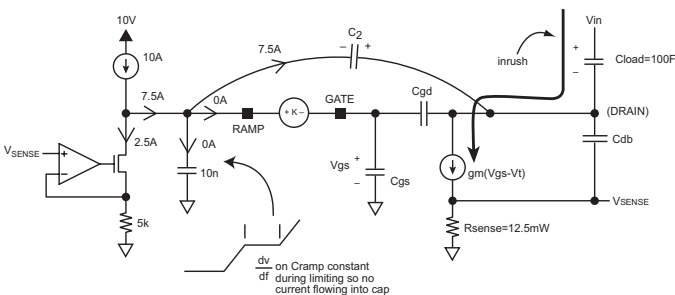 10V
10A
7.5A
0A
RAMP
+ K –
GATE
7.5A
C2
– +
Cgd
inrush
Vin
+
–
Cload=100F
(DRAIN)
Cdb
VSENSE
+
–
2.5A
0A
10n
5k
Vgs
+
–
Cgs
gm(Vgs-Vt)
VSENSE
Rsense=12.5mW
dv
df
on Cramp constant
during limiting so no
current flowing into cap